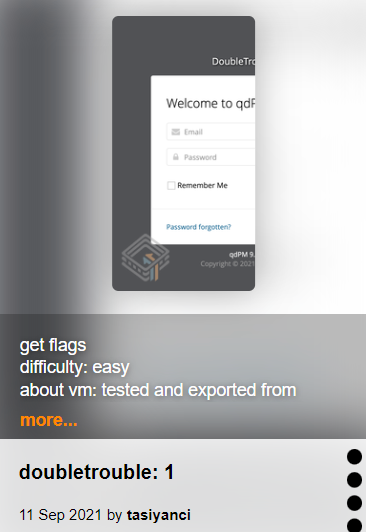 DoubleTro
Welcome to qdP
Email
Password
Remember Me
Password forgotten?
qdPM 9.
Copyright © 2021
get flags
difficulty: easy
about vm: tested and exported from
more...
doubletrouble: 1
11 Sep 2021 by tasiyanci